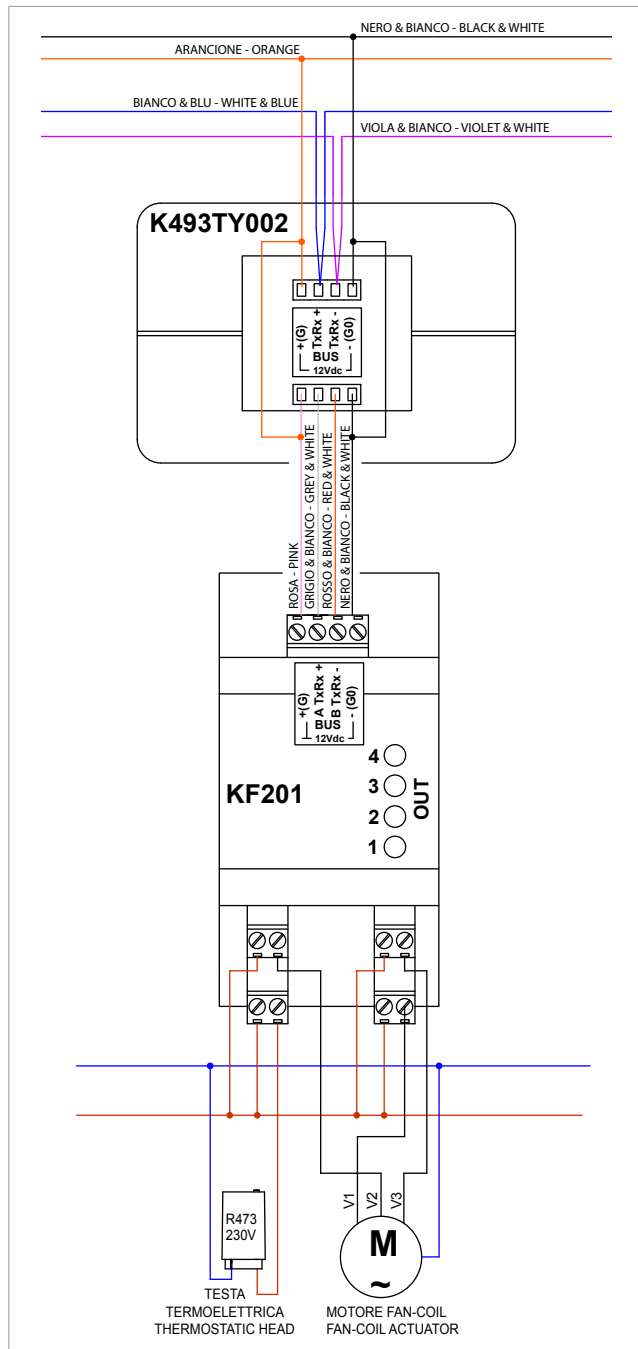 NERO & BIANCO - BLACK & WHITE
ARANCIONE - ORANGE
BIANCO & BLU - WHITE & BLUE
VIOLA & BIANCO - VIOLET & WHITE
K493TY002
+(G)
TxRx +
TxRx -
- (G0)
BUS
12Vdc
ROSA - PINK
GRIGIO & BIANCO - GREY & WHITE
ROSSO & BIANCO - RED & WHITE
NERO & BIANCO - BLACK & WHITE
+(G)
A TxRx +
B TxRx -
- (G0)
BUS
12Vdc
KF201
4
3
2
1
OUT
V1
V2
V3
R473
230V
M
~
TESTA
TERMOELETTRICA
THERMOSTATIC HEAD
MOTORE FAN-COIL
FAN-COIL ACTUATOR